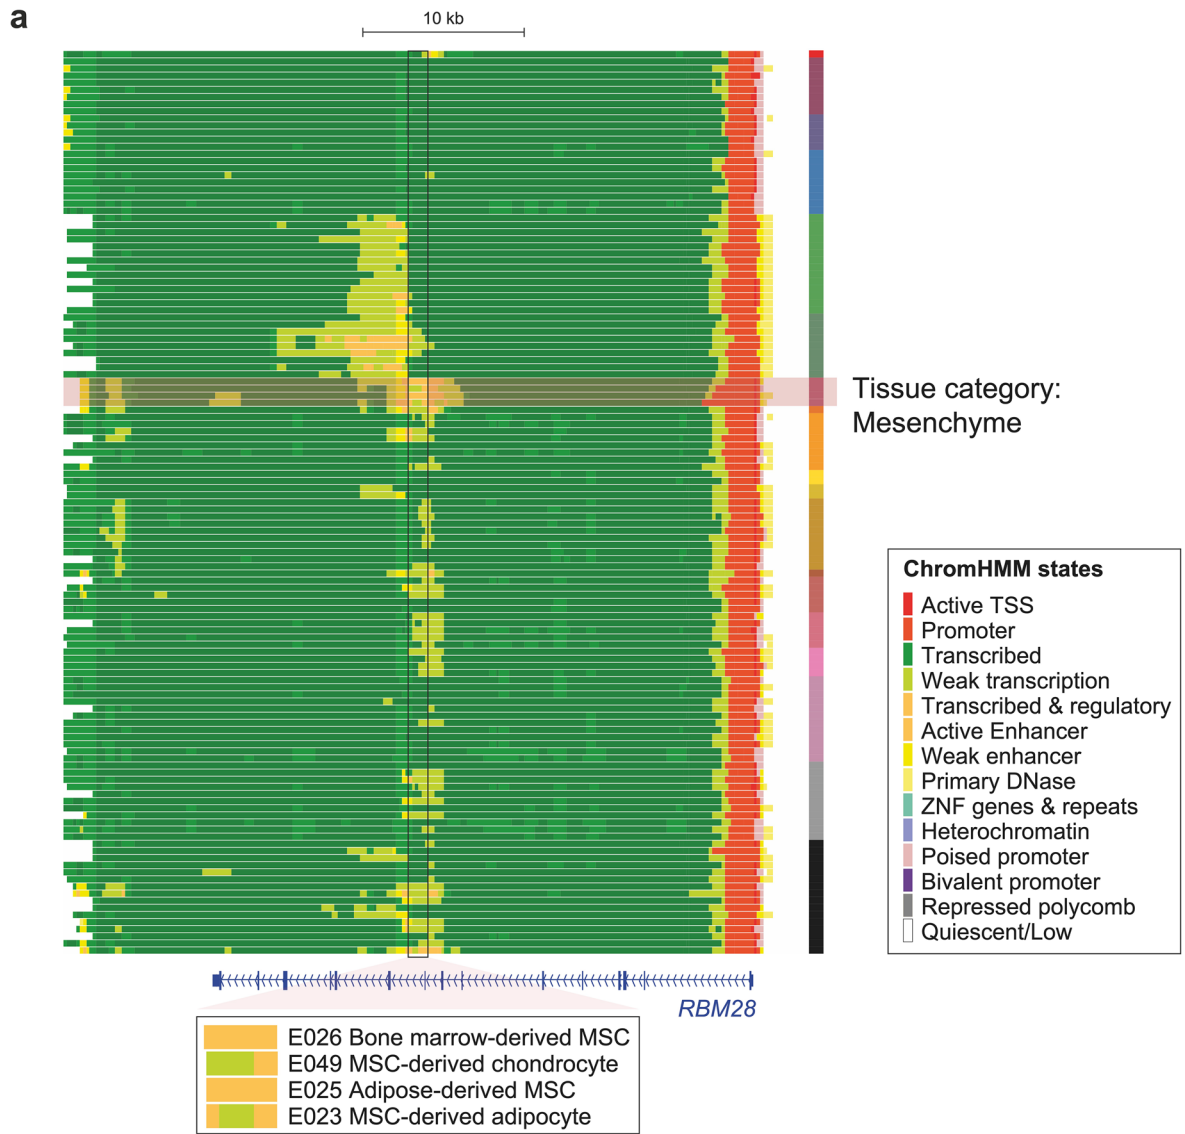 a
10 kb
Tissue category:
Mesenchyme
ChromHMM states
Active TSS
Promoter
Transcribed
Weak transcription
Transcribed & regulatory
Active Enhancer
Weak enhancer
Primary DNase
ZNF genes & repeats
Heterochromatin
Poised promoter
Bivalent promoter
Repressed polycomb
Quiescent/Low
RBM28
E026 Bone marrow-derived MSC
E049 MSC-derived chondrocyte
E025 Adipose-derived MSC
E023 MSC-derived adipocyte